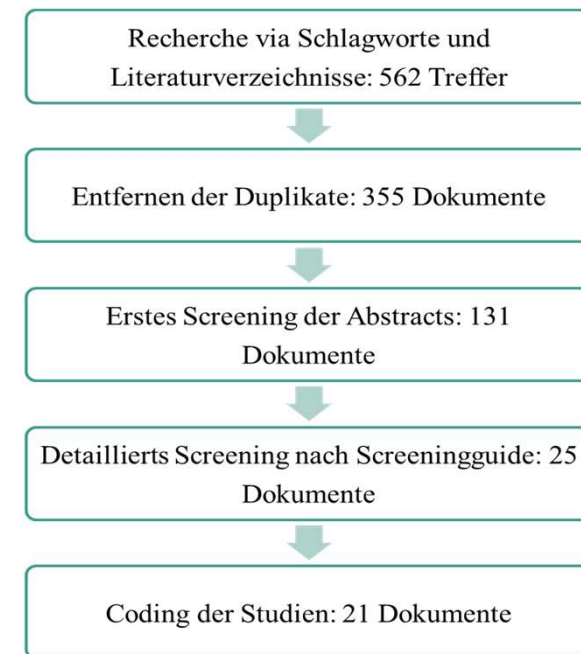 Recherche via Schlagworte und
Literaturverzeichnisse: 562 Treffer
Entfernen der Duplikate: 355 Dokumente
Erstes Screening der Abstracts: 131
Dokumente
Detaillierts Screening nach Screeningguide: 25
Dokumente
Coding der Studien: 21 Dokumente